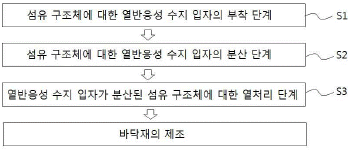 섬유 구조체에 대한 열반응성 수지 입자의 부착 단계
S1
섬유 구조체에 대한 열반응성 수지 입자의 분산 단계
S2
열반응성 수지 입자가 분산된 섬유 구조체에 대한 열처리 단계
S3
바닥재의 제조